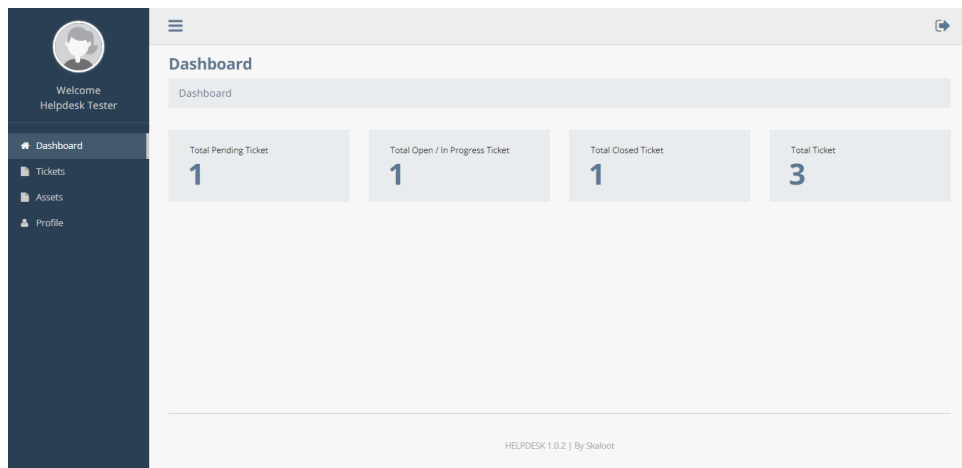 Welcome
Helpdesk Tester
Dashboard
Tickets
Assets
Profile
Dashboard
Dashboard
Total Pending Ticket
1
Total Open / In Progress Ticket
1
Total Closed Ticket
1
Total Ticket
3
HELPDESK 1.0.2 | By Skaloot